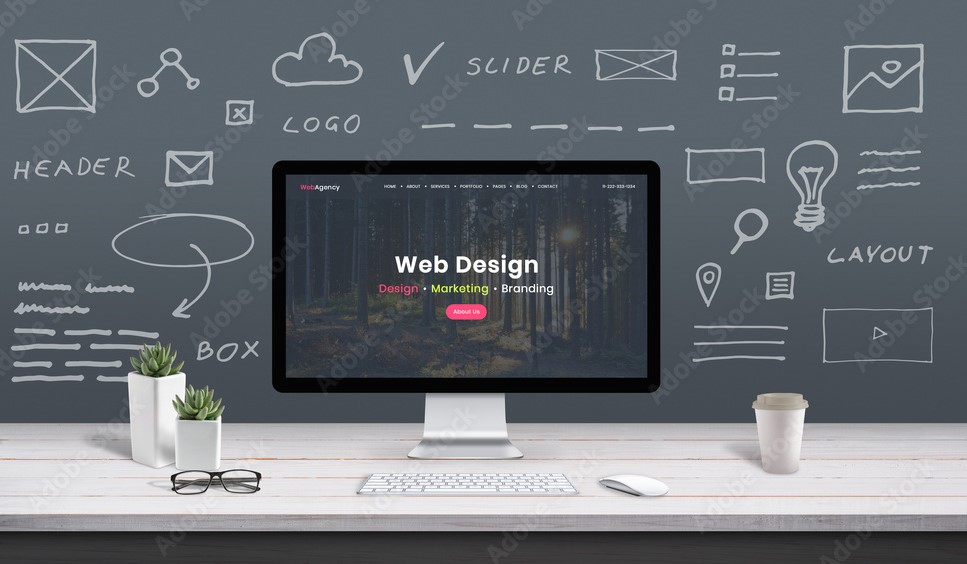 SLIDER
LOGO
HEADER
WebAgency
HOME • ABOUT • SERVICES • PORTFOLIO • PAGES • BLOG • CONTACT
11-222-333-1234
Web Design
Design • Marketing • Branding
About Us
LAYOUT
BOX
Adobe Stock